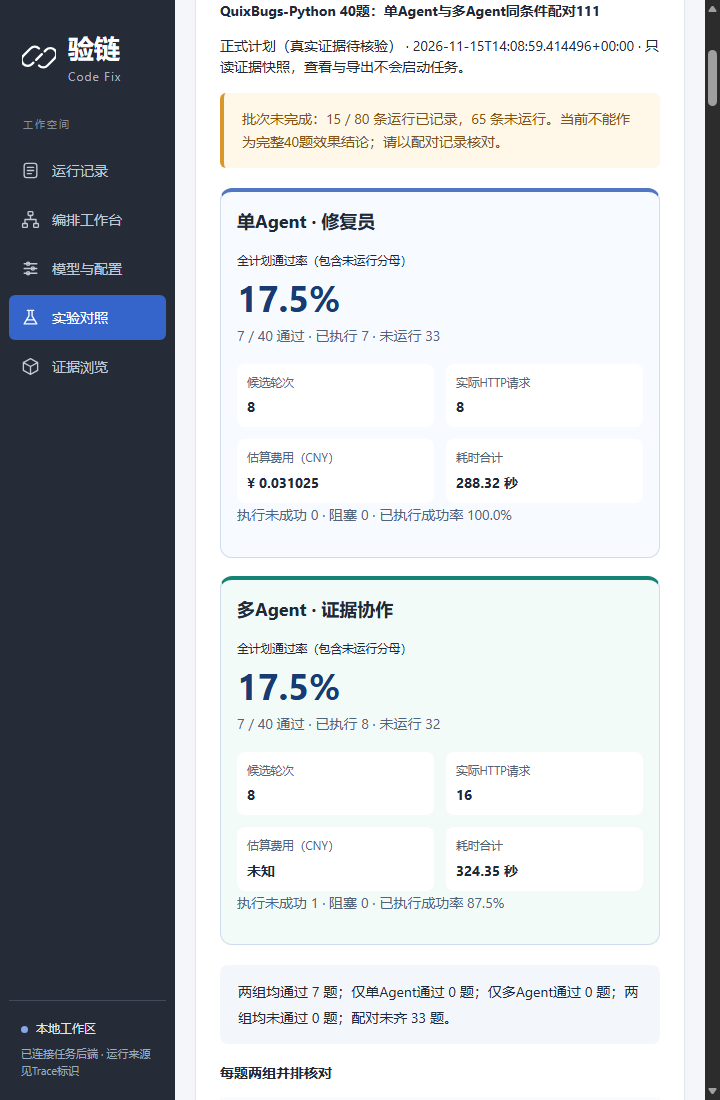 验链
Code Fix
工作空间
运行记录
编排工作台
模型与配置
实验对照
证据浏览
本地工作区
已连接任务后端 · 运行来源
见Trace标识
QuixBugs-Python 40题：单Agent与多Agent同条件配对111
正式计划（真实证据待核验） · 2026-11-15T14:08:59.414496+00:00 · 只
读证据快照，查看与导出不会启动任务。
批次未完成：15 / 80 条运行已记录，65 条未运行。当前不能作
为完整40题效果结论；请以配对记录核对。
单Agent · 修复员
全计划通过率（包含未运行分母）
17.5%
7 / 40 通过 · 已执行 7 · 未运行 33
候选轮次
8
实际HTTP请求
8
估算费用（CNY）
¥ 0.031025
耗时合计
288.32 秒
执行未成功 0 · 阻塞 0 · 已执行成功率 100.0%
多Agent · 证据协作
全计划通过率（包含未运行分母）
17.5%
7 / 40 通过 · 已执行 8 · 未运行 32
候选轮次
8
实际HTTP请求
16
估算费用（CNY）
未知
耗时合计
324.35 秒
执行未成功 1 · 阻塞 0 · 已执行成功率 87.5%
两组均通过 7 题；仅单Agent通过 0 题；仅多Agent通过 0 题；两
组均未通过 0 题；配对未齐 33 题。
每题两组并排核对